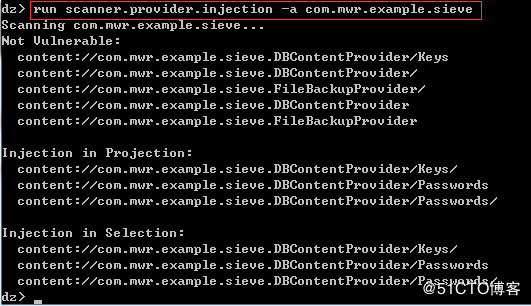 dz> run scanner.provider.injection -a com.mwr.example.sieve
Scanning com.mwr.example.sieve...
Not Vulnerable:
content://com.mwr.example.sieve.DBContentProvider/Keys
content://com.mwr.example.sieve.DBContentProvider/
content://com.mwr.example.sieve.FileBackupProvider/
content://com.mwr.example.sieve.DBContentProvider
content://com.mwr.example.sieve.FileBackupProvider
Injection in Projection:
content://com.mwr.example.sieve.DBContentProvider/Keys/
content://com.mwr.example.sieve.DBContentProvider/Passwords
content://com.mwr.example.sieve.DBContentProvider/Passwords/
Injection in Selection:
content://com.mwr.example.sieve.DBContentProvider/Keys/
content://com.mwr.example.sieve.DBContentProvider/Passwords
content://com.mwr.example.sieve.DBContentProvider/Passwords/
dz>
@51CTO博客